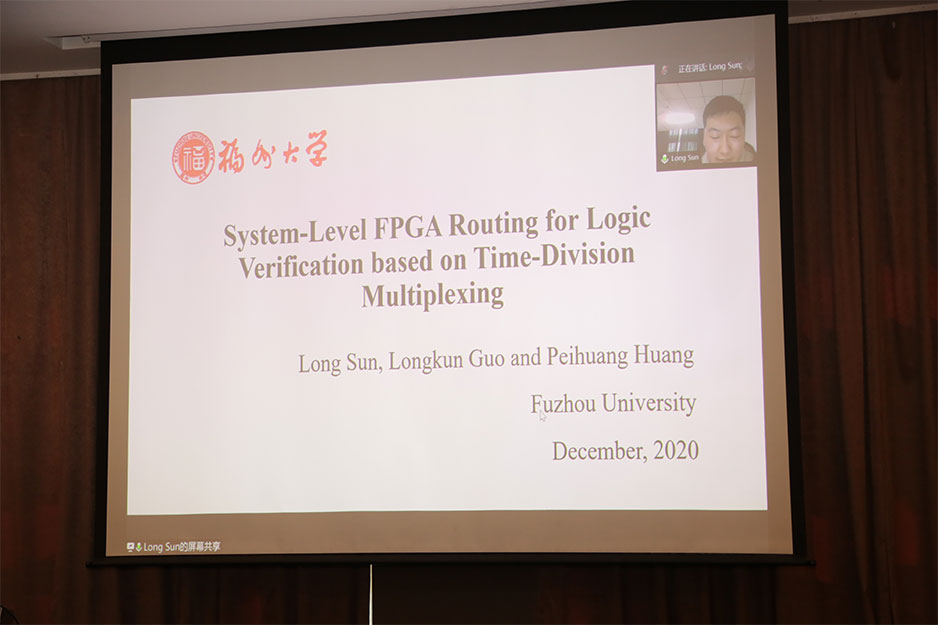 正在讲话: Long Sun;
福州大学
Long Sun
System-Level FPGA Routing for Logic
Verification based on Time-Division
Multiplexing
Long Sun, Longkun Guo and Peihuang Huang
Fuzhou University
December, 2020
Long Sun的屏幕共享